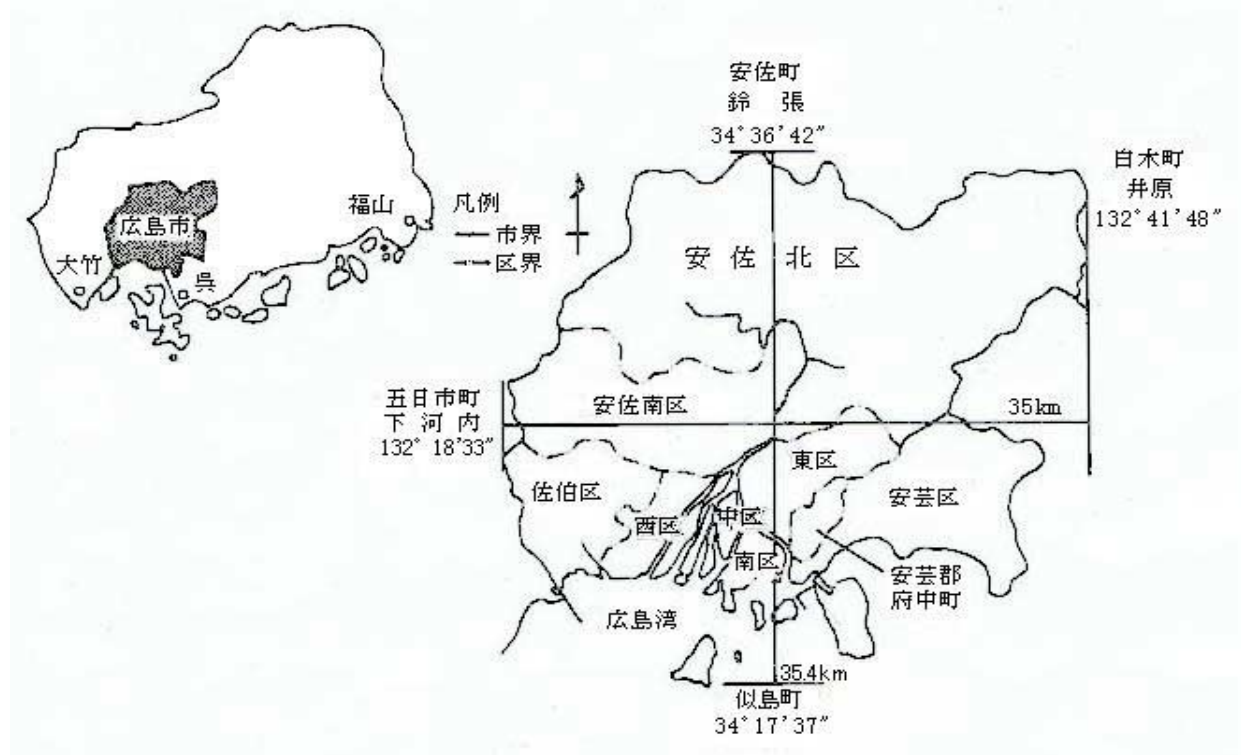 広島市
大竹
呉
福山
凡例
市界
区界
安佐町
鈴張
34°36'42"
白木町
井原
132°41'48"
安佐北区
五日市町
下河内
132°18'33"
安佐南区
35km
佐伯区
西区
中区
東区
南区
安芸区
安芸郡
府中町
広島湾
35.4km
似島町
34°17'37"